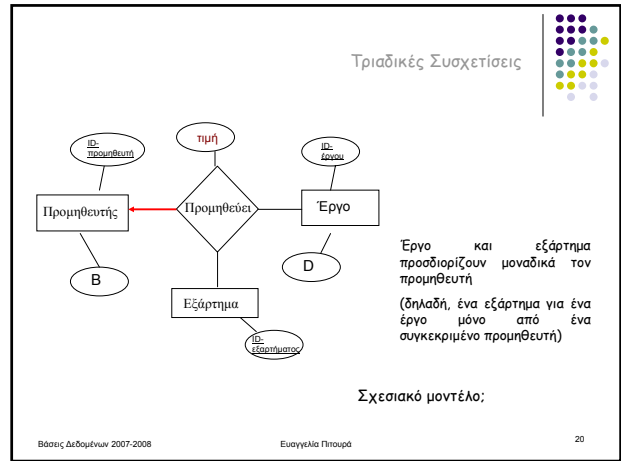 Τριαδικές Συσχετίσεις
ID-
προμηθευτή
τιμή
ID-
έργου
Προμηθευτής
Προμηθεύει
Έργο
B
D
Εξάρτημα
ID-
εξαρτήματος
Έργο και εξάρτημα
προσδιορίζουν μοναδικά τον
προμηθευτή
(δηλαδή, ένα εξάρτημα για ένα
έργο μόνο από ένα
συγκεκριμένο προμηθευτή)
Σχεσιακό μοντέλο;
Βάσεις Δεδομένων 2007-2008
Ευαγγελία Πιτουρά
20